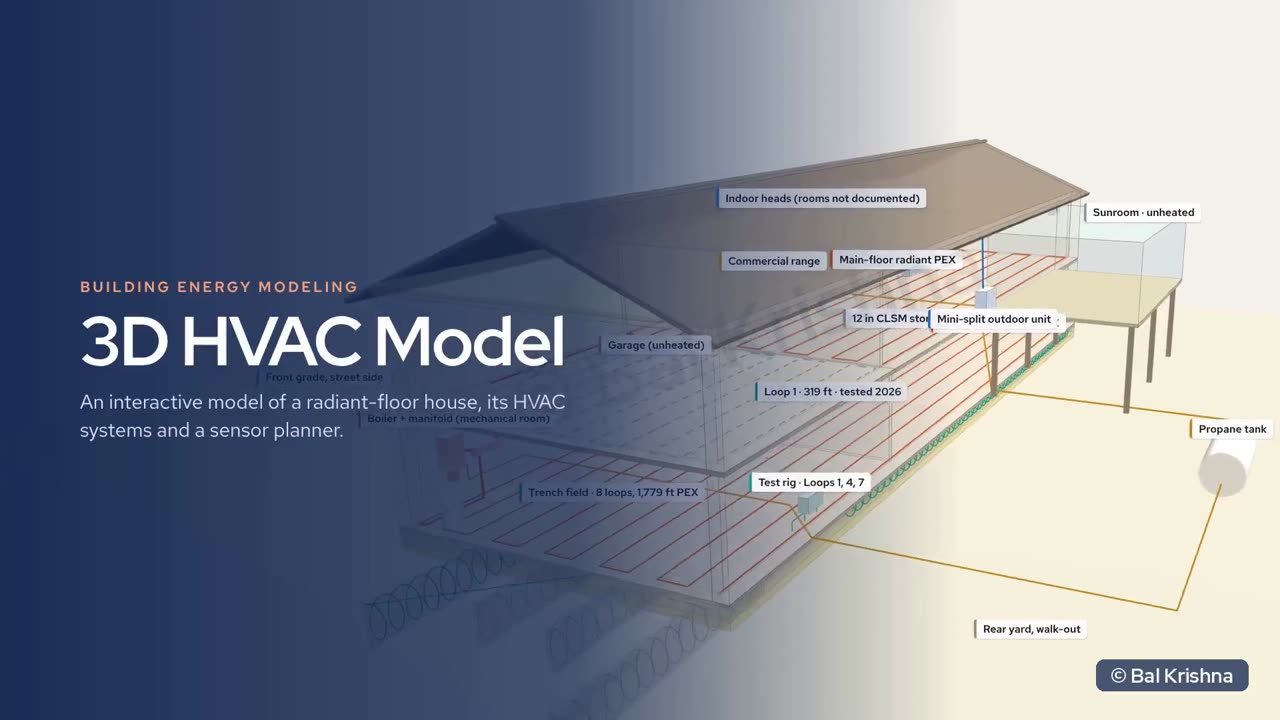 Indoor heads (rooms not documented)
Sunroom · unheated
Commercial range
Main-floor radiant PEX
BUILDING ENERGY MODELING
3D HVAC Model
12 in CLSM
Mini-split outdoor unit
Garage (unheated)
Front grade, street side
An interactive model of a radiant-floor house, its HVAC
systems and a sensor planner.
Loop 1 · 319 ft · tested 2026
Boiler + manifold (mechanical room)
Propane tank
Test rig · Loops 1, 4, 7
Trench field · 8 loops, 1,779 ft PEX
Rear yard, walk-out
© Bal Krishna